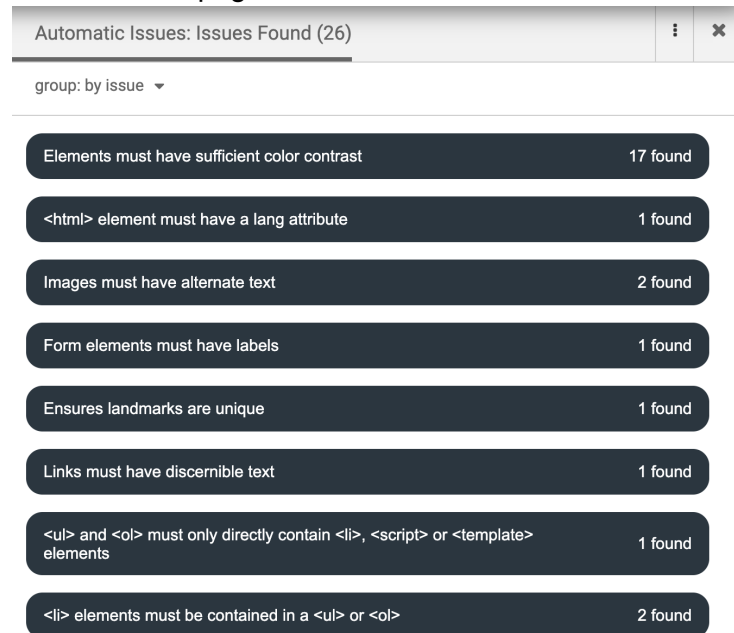 Automatic Issues: Issues Found (26)
group: by issue
Elements must have sufficient color contrast 17 found
<html> element must have a lang attribute 1 found
Images must have alternate text 2 found
Form elements must have labels 1 found
Ensures landmarks are unique 1 found
Links must have discernible text 1 found
<ul> and <ol> must only directly contain <li>, <script> or <template>
elements 1 found
<li> elements must be contained in a <ul> or <ol> 2 found